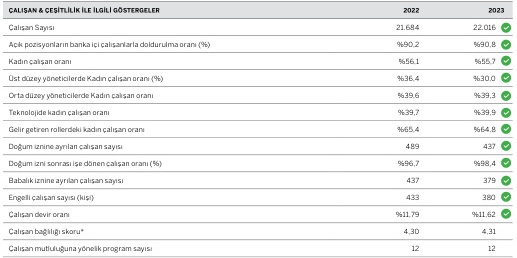 ÇALIŞAN & ÇEŞİTLİLİK İLE İLGİLİ GÖSTERGELER 2022 2023
Çalışan Sayısı 21.684 22.016
Açık pozisyonların banka içi çalışanlarla doldurulma oranı (%) %90,2 %90,8
Kadın çalışan oranı %56,1 %55,7
Üst düzey yöneticilerde Kadın çalışan oranı (%) %36,4 %30,0
Orta düzey yöneticilerde Kadın çalışan oranı %39,6 %39,3
Teknolojide kadın çalışan oranı %39,7 %39,9
Gelir getiren rollerdeki kadın çalışan oranı %65,4 %64,8
Doğum iznine ayrılan çalışan sayısı 489 437
Doğum izni sonrası işe dönen çalışan oranı (%) %96,7 %98,4
Babalık iznine ayrılan çalışan sayısı 437 379
Engelli çalışan sayısı (kişi) 433 380
Çalışan devir oranı %11,79 %11,62
Çalışan bağlılığı skoru* 4,30 4,31
Çalışan mutluluğuna yönelik program sayısı 12 12